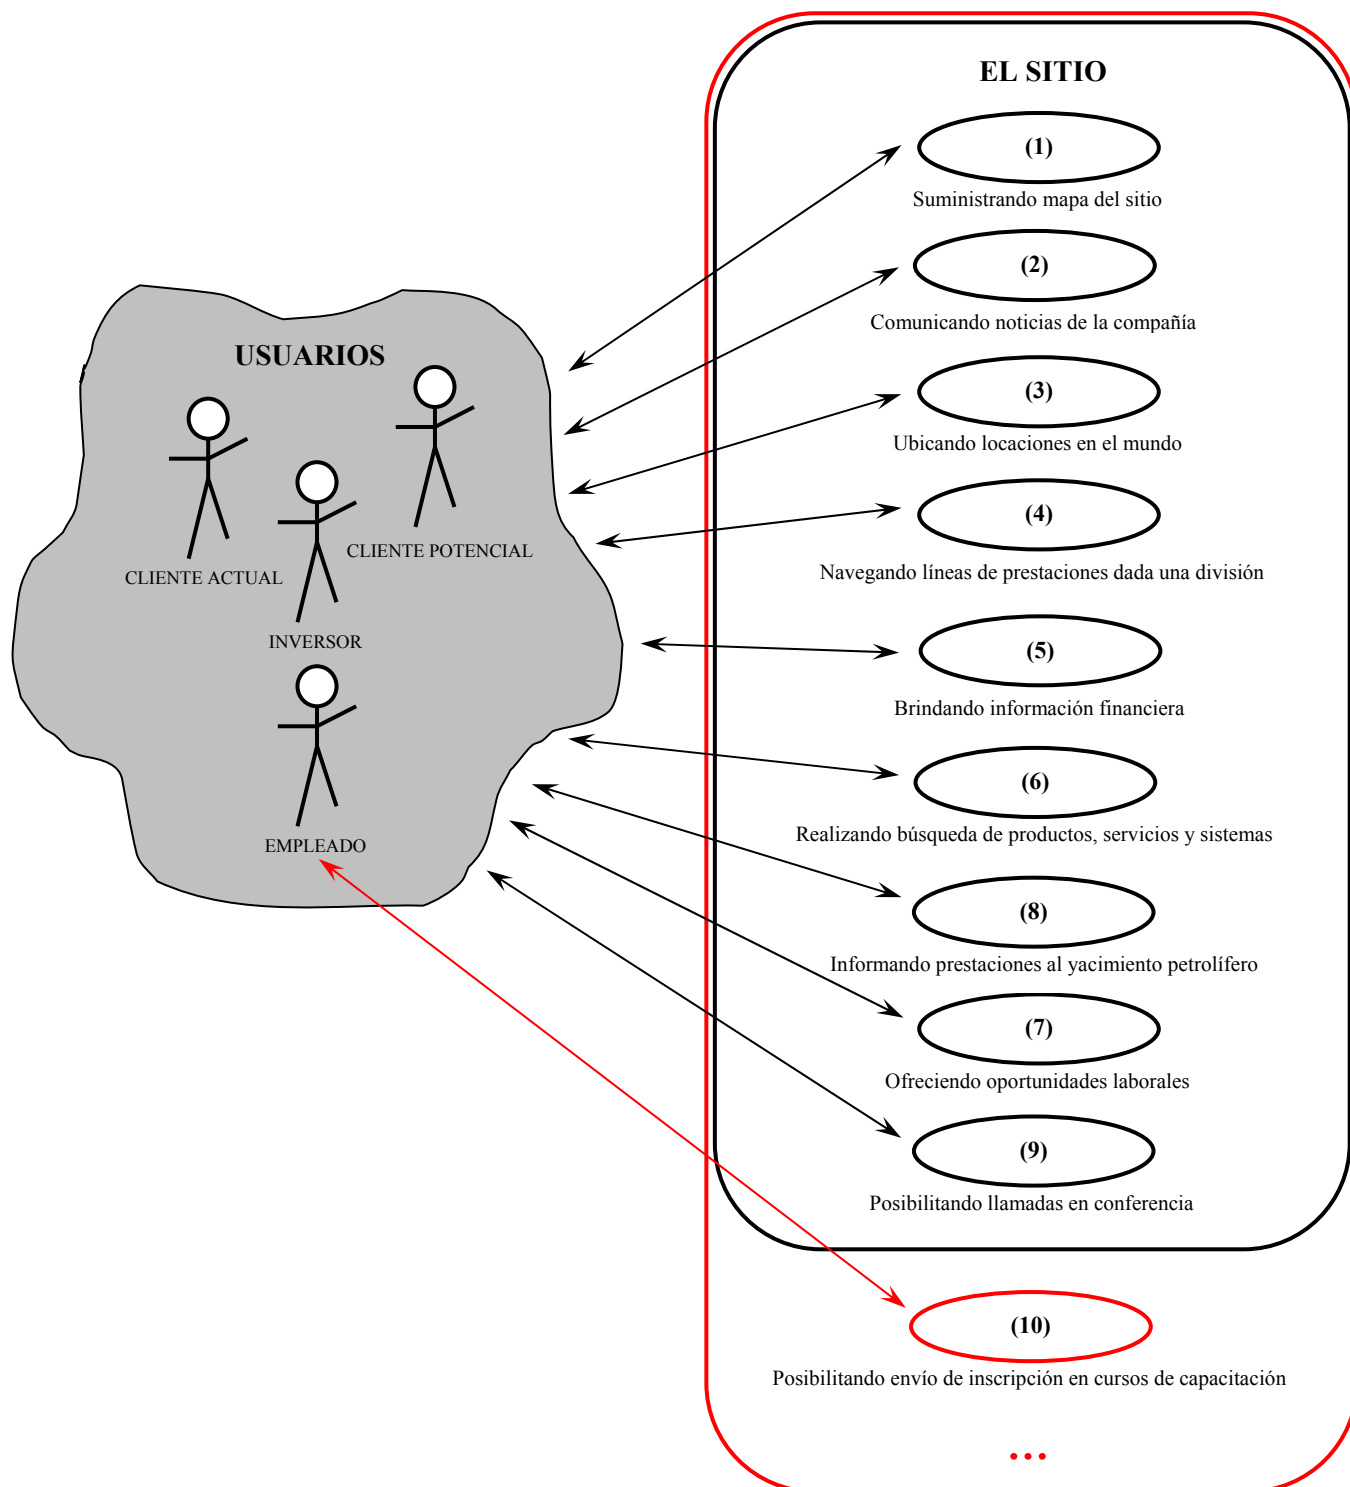 EL SITIO
(1)
Suministrando mapa del sitio
(2)
Comunicando noticias de la compañía
(3)
Ubicando locaciones en el mundo
(4)
Navegando líneas de prestaciones dada una división
(5)
Brindando información financiera
(6)
Realizando búsqueda de productos, servicios y sistemas
(8)
Informando prestaciones al yacimiento petrolífero
(7)
Ofreciendo oportunidades laborales
(9)
Posibilitando llamadas en conferencia
(10)
Posibilitando envío de inscripción en cursos de capacitación
...
USUARIOS
CLIENTE POTENCIAL
CLIENTE ACTUAL
INVERSOR
EMPLEADO